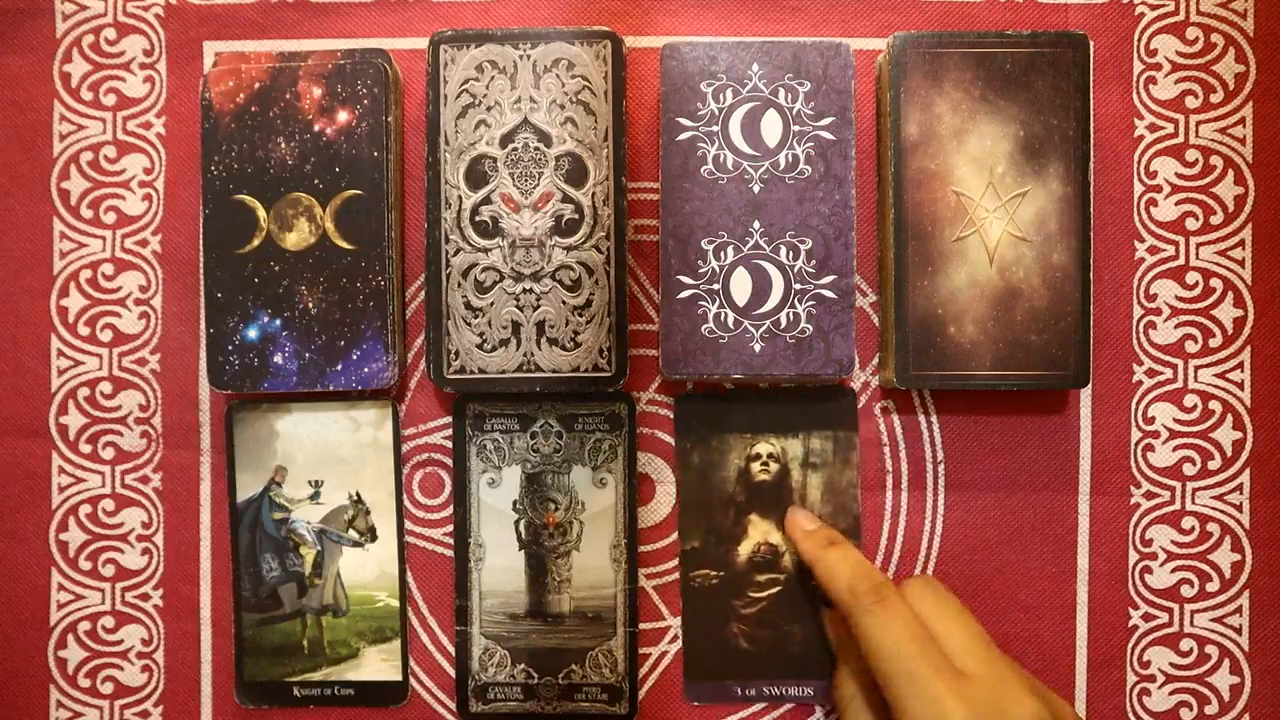 Knight of Cups
CABALLO
DE BASTOS
KNIGHT
OF WANDS
CAVALIER
DE BATONS
PFERD
DER STÄBE
3 OF SWORDS